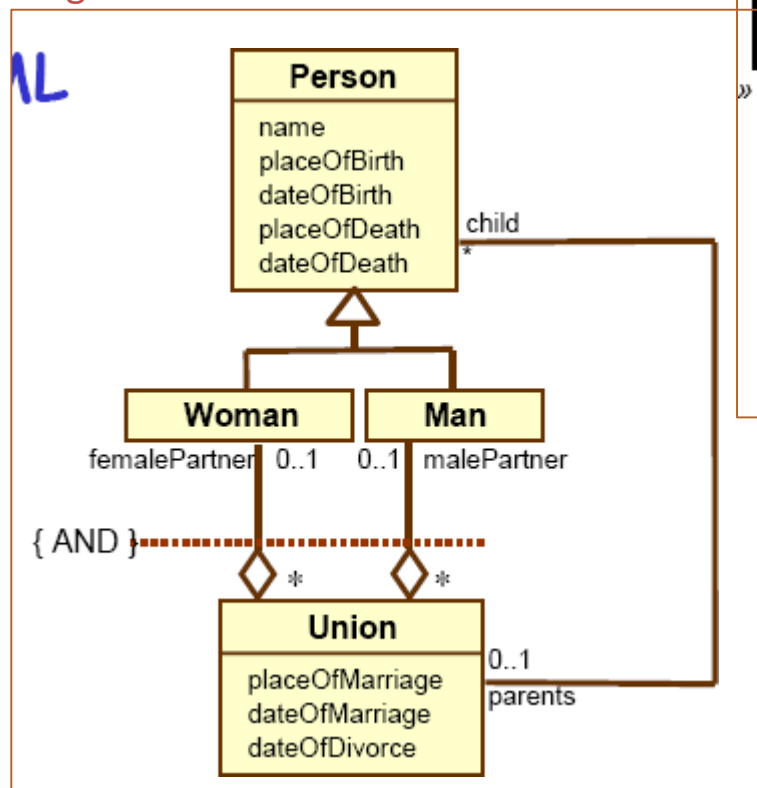 Person
name
placeOfBirth
dateOfBirth
placeOfDeath
dateOfDeath
child
*
»
Woman
Man
femalePartner 0..1 0..1 malePartner
{ AND }
* *
Union
placeOfMarriage
dateOfMarriage
dateOfDivorce
0..1
parents